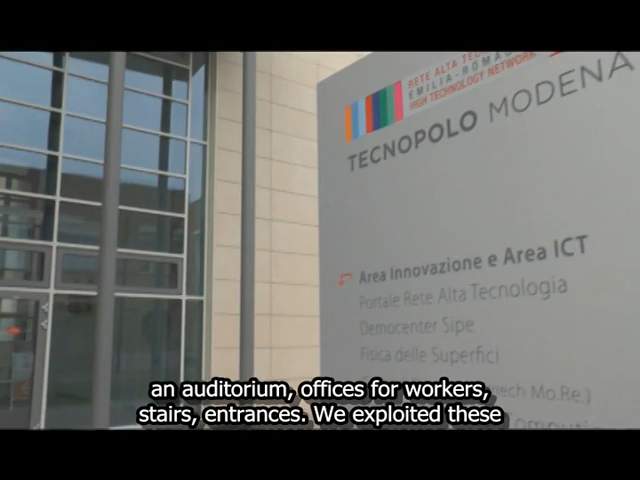 RETE ALTA TEC
EMILIA-ROMAG
HIGH TECHNOLOGY NETWORK
TECNOPOLO MODENA
Area Innovazione e Area ICT
Portale Rete Alta Tecnologia
Democenter Sipe
Fisica delle Superfici
mech Mo.Re.)
an auditorium, offices for workers,
stairs, entrances. We exploited these